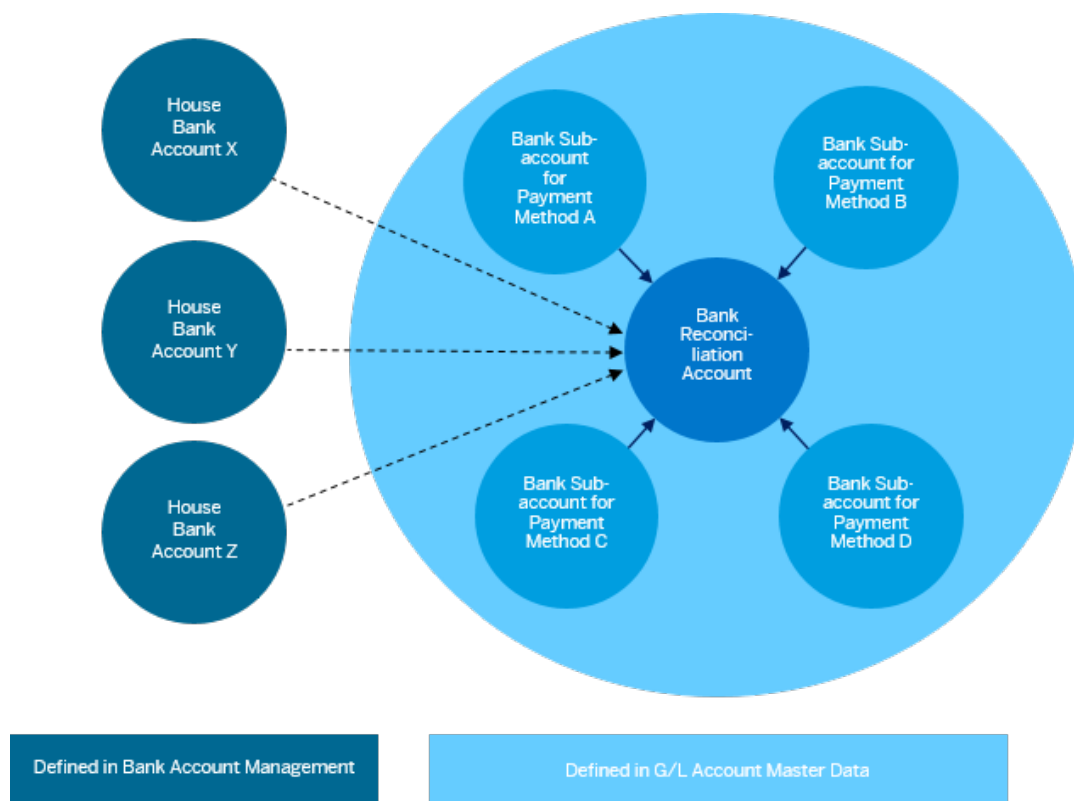 House
Bank
Account X
Bank Sub-
account
for
Payment
Method A
Bank Sub-
account for
Payment
Method B
House
Bank
Account Y
Bank
Reconci-
liation
Account
House
Bank
Account Z
Bank Sub-
account for
Payment
Method C
Bank Sub-
account for
Payment
Method D
Defined in Bank Account Management
Defined in G/L Account Master Data